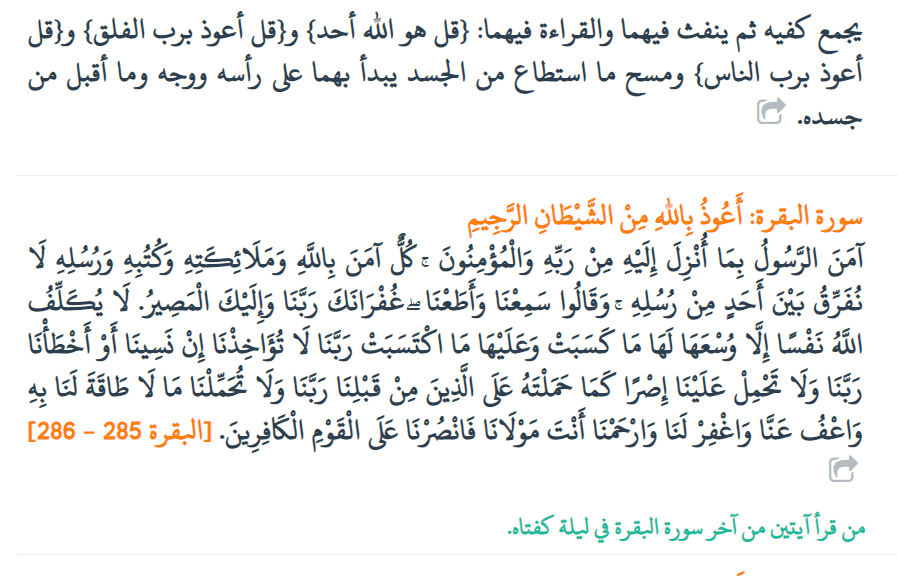 يجمع كفيه ثم ينفث فيهما والقراءة فيهما: {قل هو الله أحد} و{قل أعوذ برب الفلق} و{قل
أعوذ برب الناس} ومسح ما استطاع من الجسد يبدأ بهما على رأسه ووجه وما أقبل من
جسده.
سورة البقرة: أَعُوذُ بِاللهِ مِنْ الشَّيْطَانِ الرَّجِيمِ
آمَنَ الرَّسُولُ بِمَا أُنْزِلَ إِلَيْهِ مِنْ رَبِّهِ وَالْمُؤْمِنُونَ ۚ كُلٌّ آمَنَ بِاللَّهِ وَمَلَائِكَتِهِ وَكُتُبِهِ وَرُسُلِهِ لَا
نُفَرِّقُ بَيْنَ أَحَدٍ مِنْ رُسُلِهِ ۚ وَقَالُوا سَمِعْنَا وَأَطَعْنَا ۖ غُفْرَانَكَ رَبَّنَا وَإِلَيْكَ الْمَصِيرُ. لَا يُكَلِّفُ
اللَّهُ نَفْسًا إِلَّا وُسْعَهَا لَهَا مَا كَسَبَتْ وَعَلَيْهَا مَا اكْتَسَبَتْ رَبَّنَا لَا تُؤَاخِذْنَا إِنْ نَسِينَا أَوْ أَخْطَأْنَا
رَبَّنَا وَلَا تَحْمِلْ عَلَيْنَا إِصْرًا كَمَا حَمَلْتَهُ عَلَى الَّذِينَ مِنْ قَبْلِنَا رَبَّنَا وَلَا تُحَمِّلْنَا مَا لَا طَاقَةَ لَنَا بِهِ
وَاعْفُ عَنَّا وَاغْفِرْ لَنَا وَارْحَمْنَا أَنْتَ مَوْلَانَا فَانْصُرْنَا عَلَى الْقَوْمِ الْكَافِرِينَ. [البقرة 285 – 286]
من قرأ آيتين من آخر سورة البقرة في ليلة كفتاه.